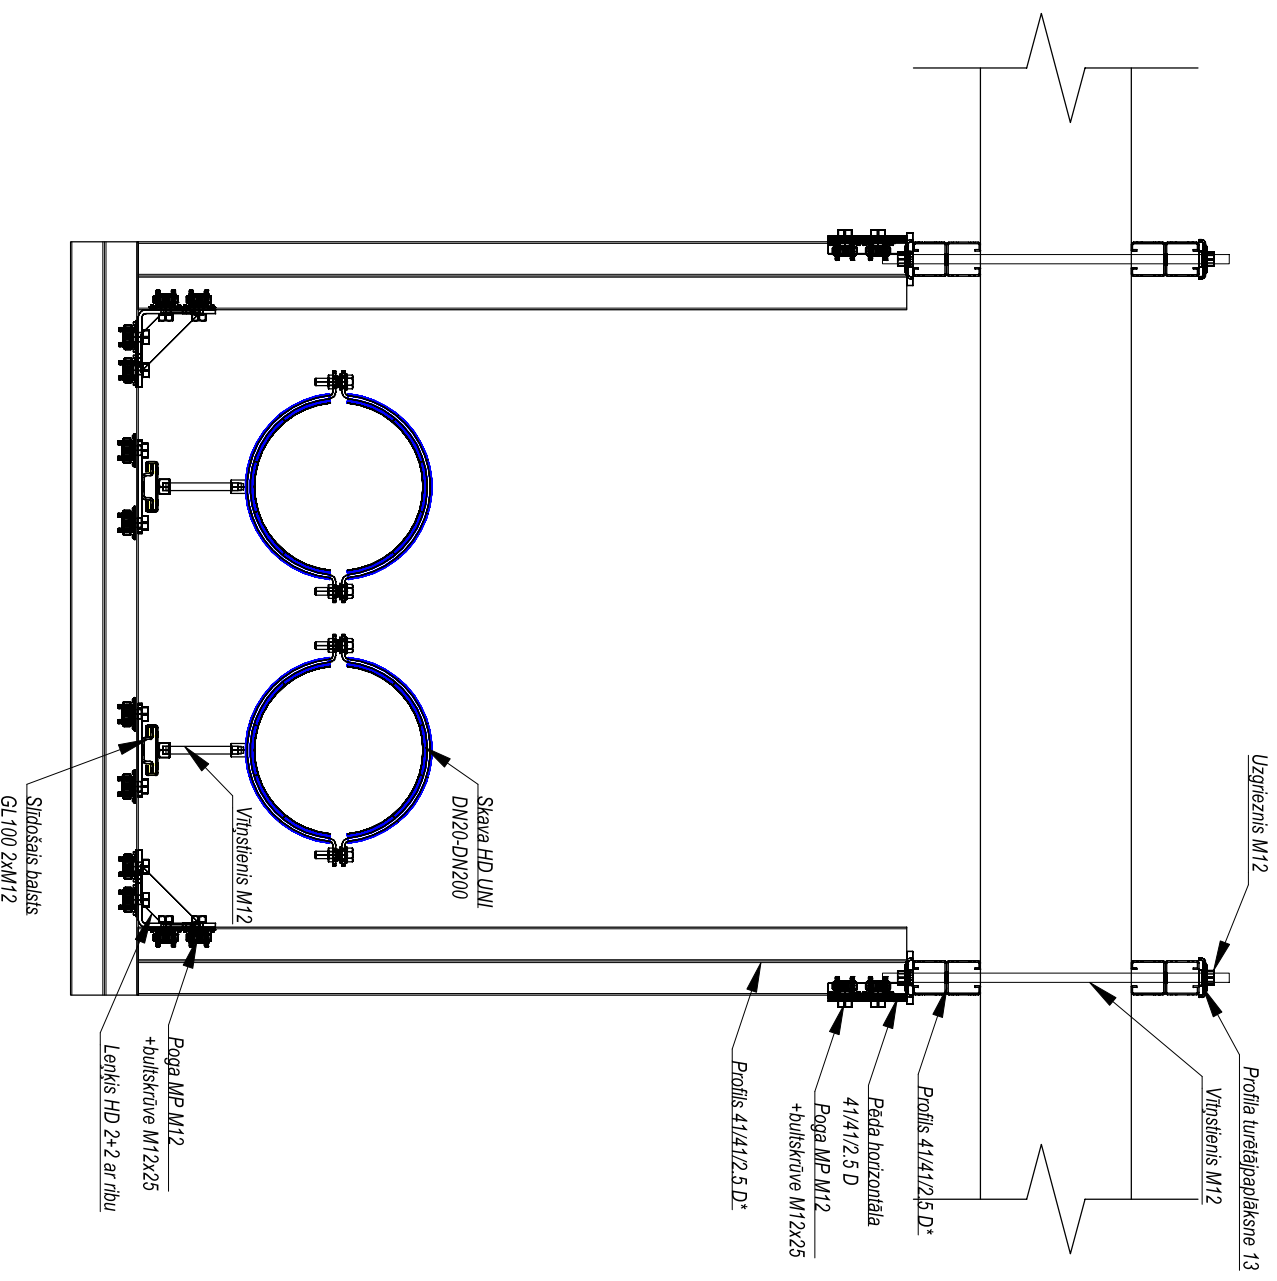 Uzgrieznis M12
Profila turētājpaplāksne 13
Vītņstienis M12
Profils 41/41/2,5 D*
Pēda horizontāla
41/41/2.5 D
Poga MP M12
+bultskrūve M12x25
Profils 41/41/2.5 D*
Skava HD UNI
DN20-DN200
Vītņstienis M12
Poga MP M12
+bultskrūve M12x25
Leņķis HD 2+2 ar ribu
Slīdošais balsts
GL100 2xM12